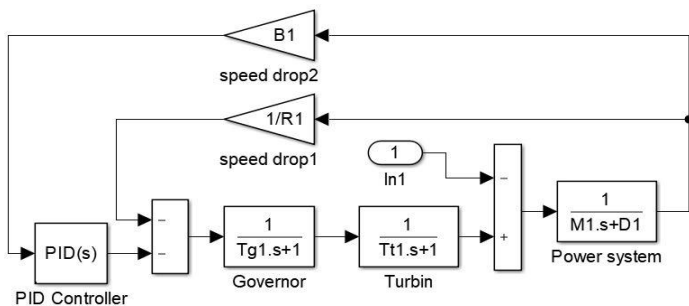 B1
speed drop2
1/R1
speed drop1
1
In1
−
+
−
−
PID(s)
PID Controller
1
Tg1.s+1
Governor
1
Tt1.s+1
Turbin
1
M1.s+D1
Power system